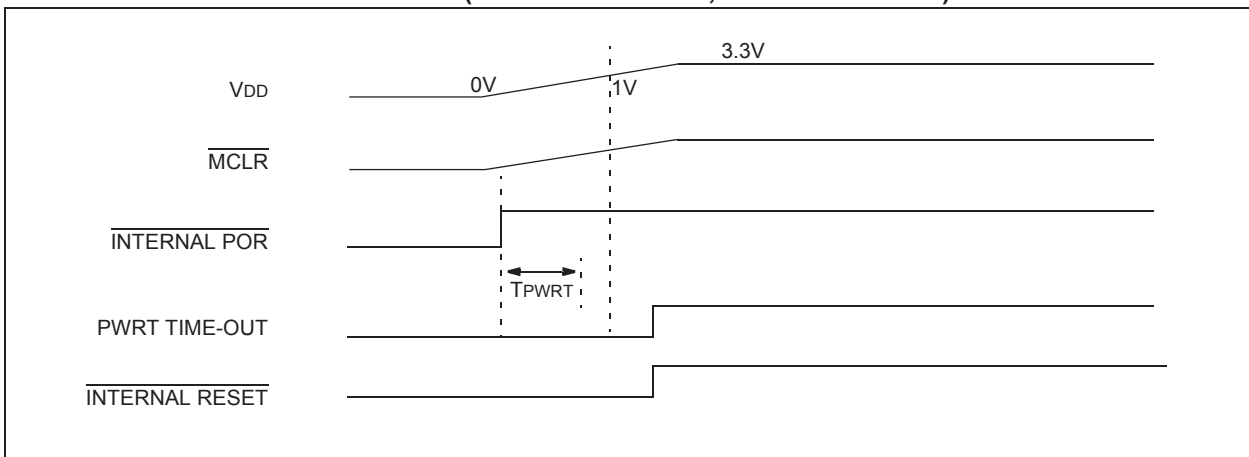 3.3V
0V
1V
VDD
MCLR
INTERNAL POR
TPWRT
PWRT TIME-OUT
INTERNAL RESET